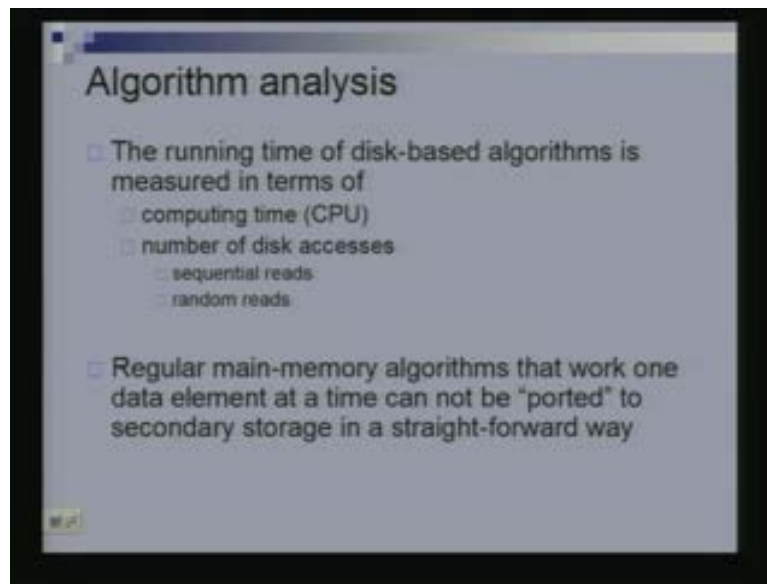 Algorithm analysis
The running time of disk-based algorithms is
measured in terms of
computing time (CPU)
number of disk accesses
sequential reads
random reads
Regular main-memory algorithms that work one
data element at a time can not be “ported” to
secondary storage in a straight-forward way